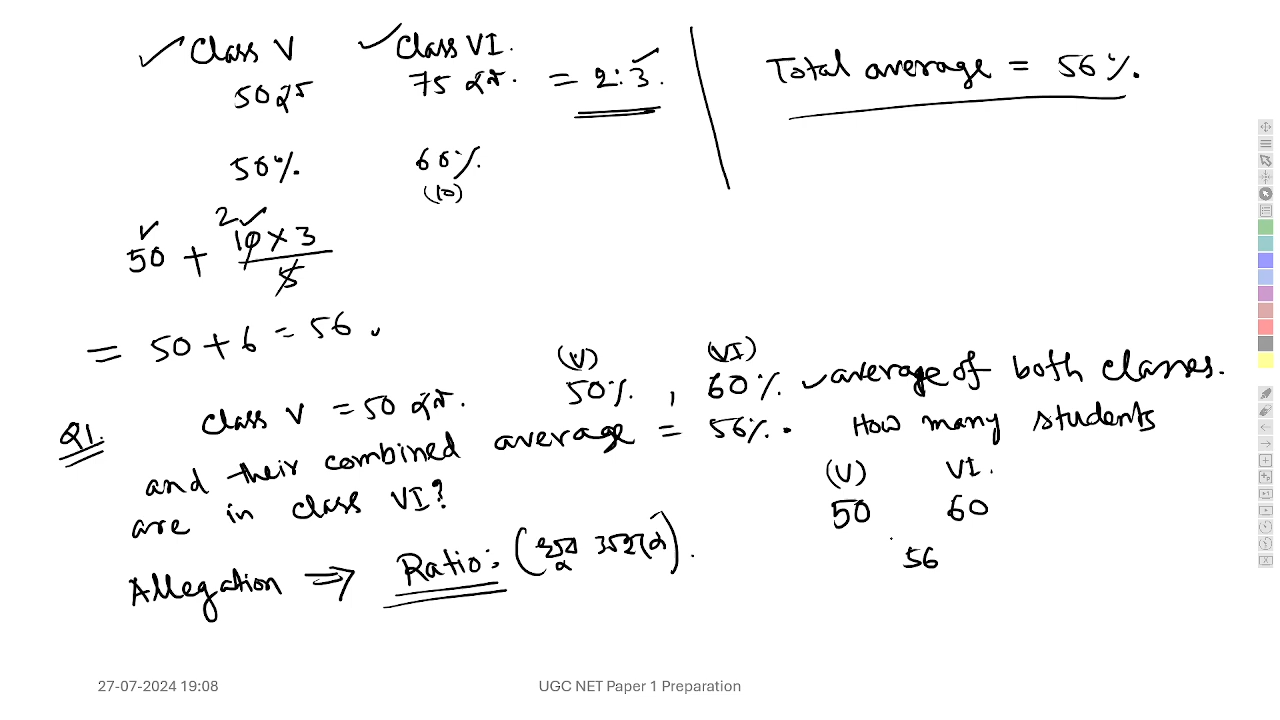 Class V Class VI.
50 75 = 2:3.
50% 60%
(10)
2
50 + 10 × 3
5
= 50 + 6 = 56.
Total average = 56%.
(V) (VI)
Q1. Class V = 50 50%, 60% average of both classes.
and their combined average = 56%. How many students
are in class VI?
(V) VI.
50 60
56
Allegation ⇒ Ratio:
27-07-2024 19:08 UGC NET Paper 1 Preparation